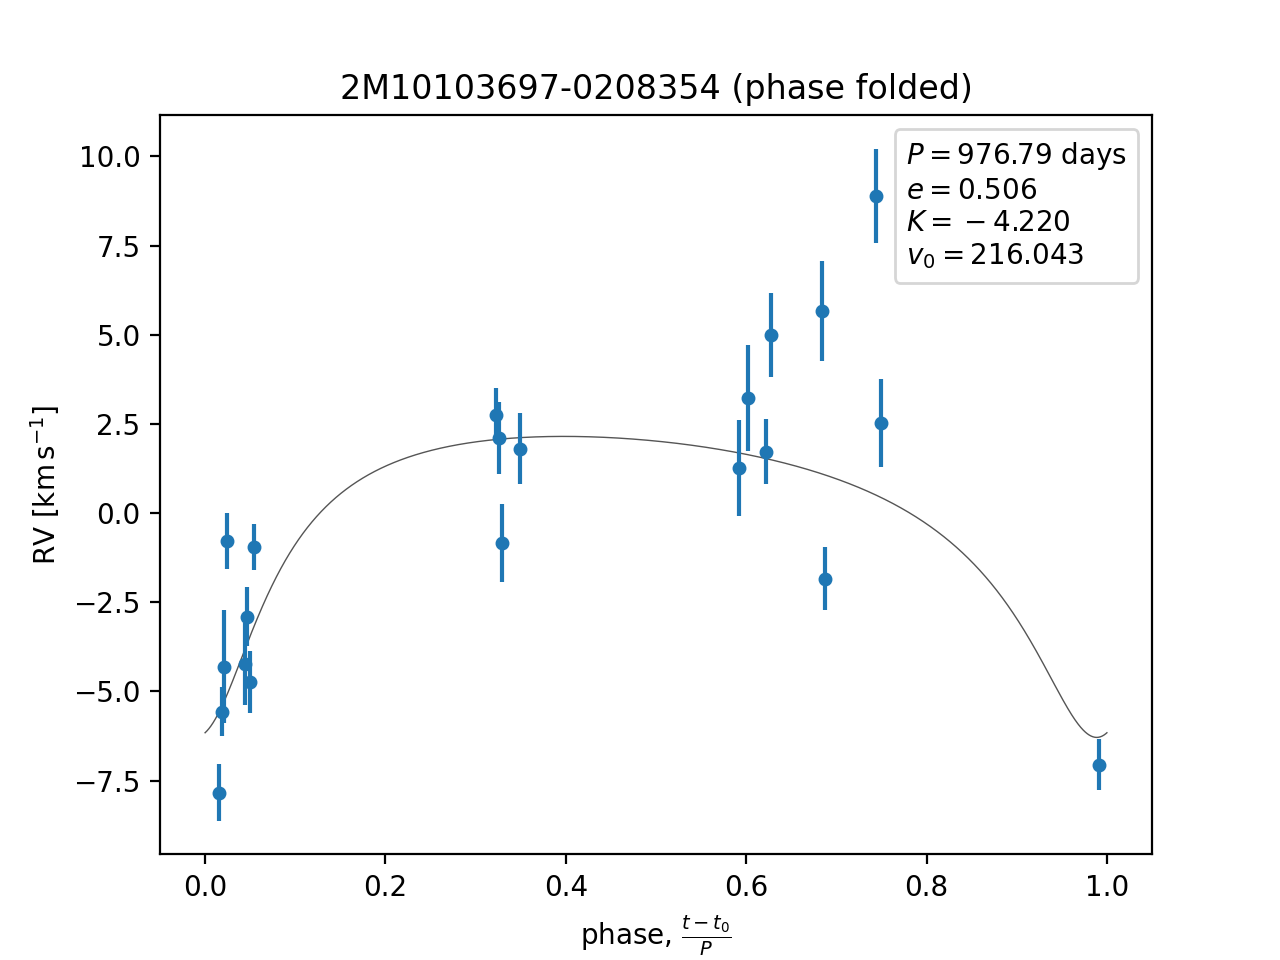 2M10103697-0208354 (phase folded)
P = 976.79 days
e = 0.506
K = −4.220
v₀ = 216.043
RV [km s⁻¹]
10.0
7.5
5.0
2.5
0.0
−2.5
−5.0
−7.5
0.0 0.2 0.4 0.6 0.8 1.0
phase, (t − t₀)/P